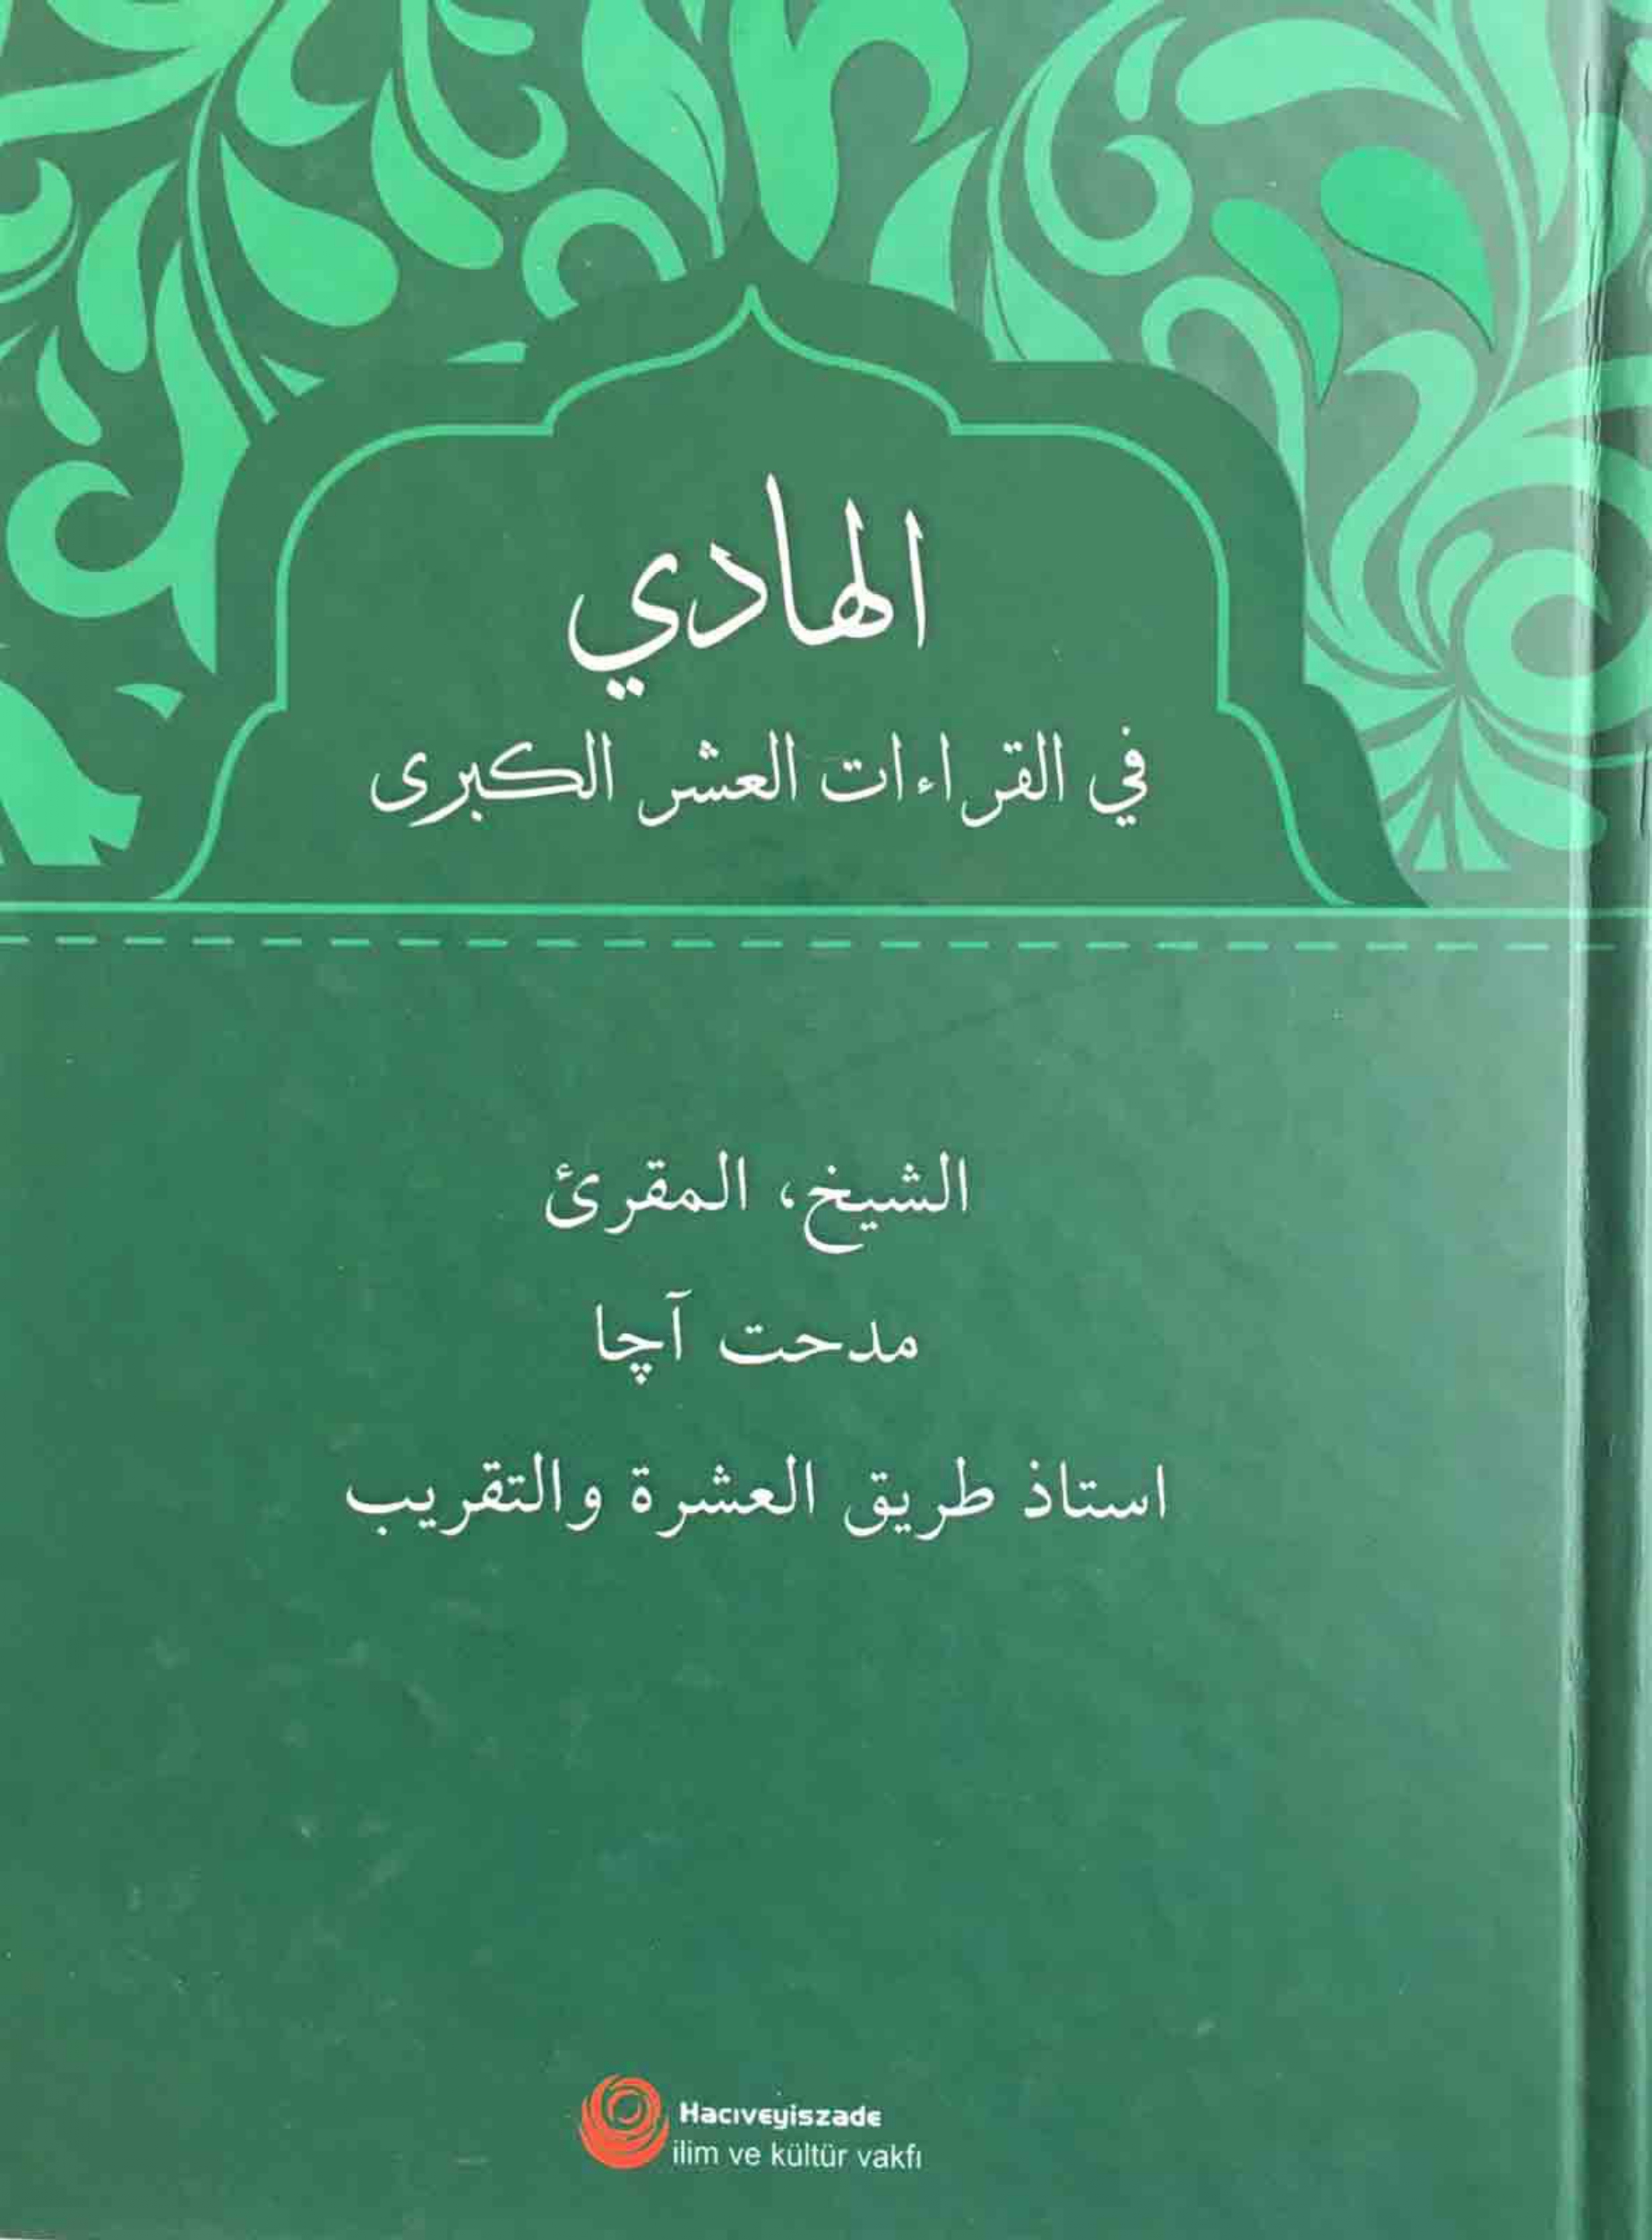 الهادي
في القراءات العشر الكبرى
الشيخ، المقرئ
مدحت آچا
استاذ طريق العشرة والتقريب
Hacıveyiszade
ilim ve kültür vakfı